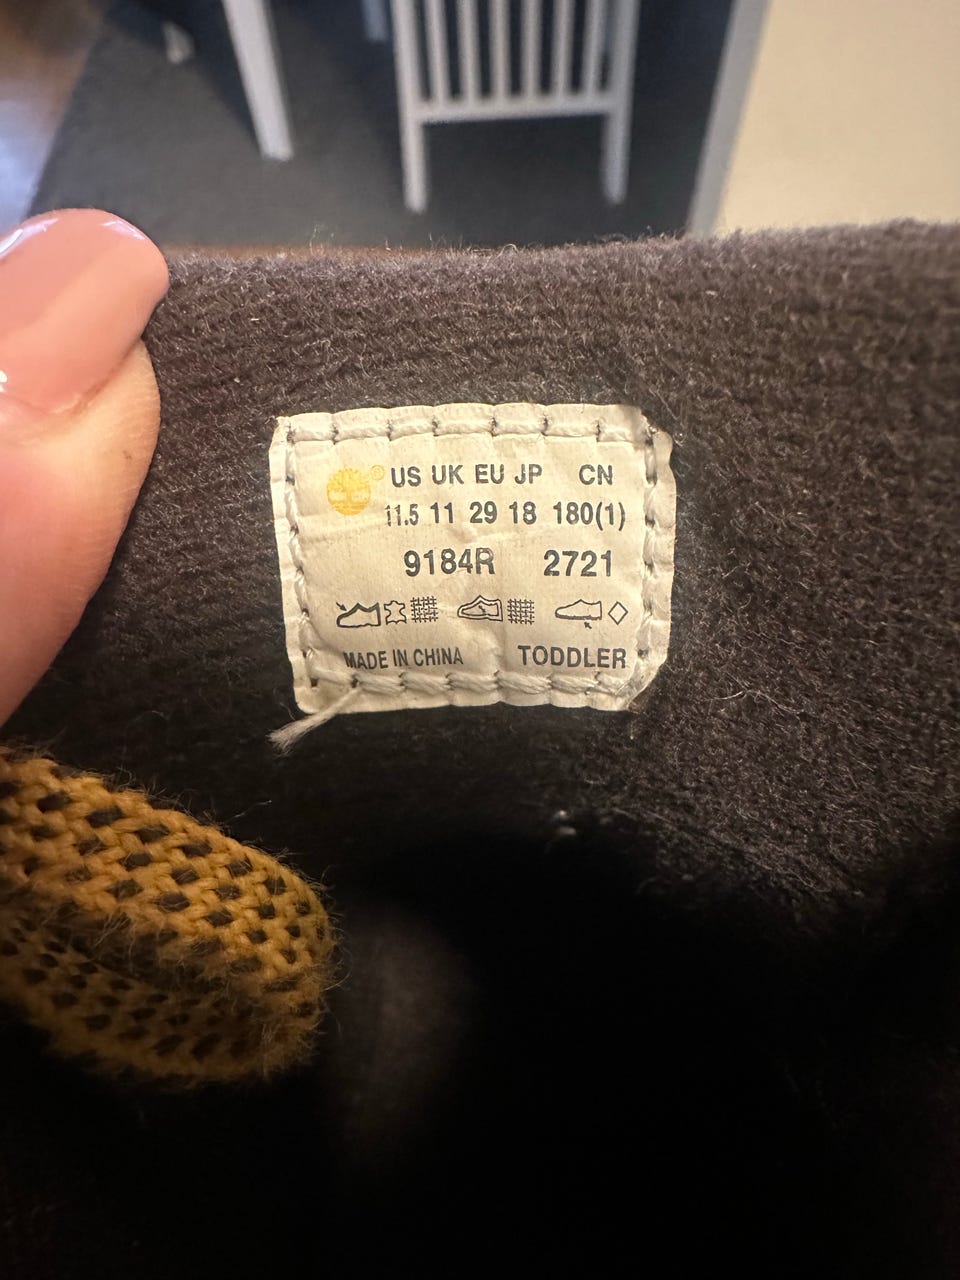 ® US UK EU JP CN
11.5 11 29 18 180(1)
9184R 2721
MADE IN CHINA TODDLER